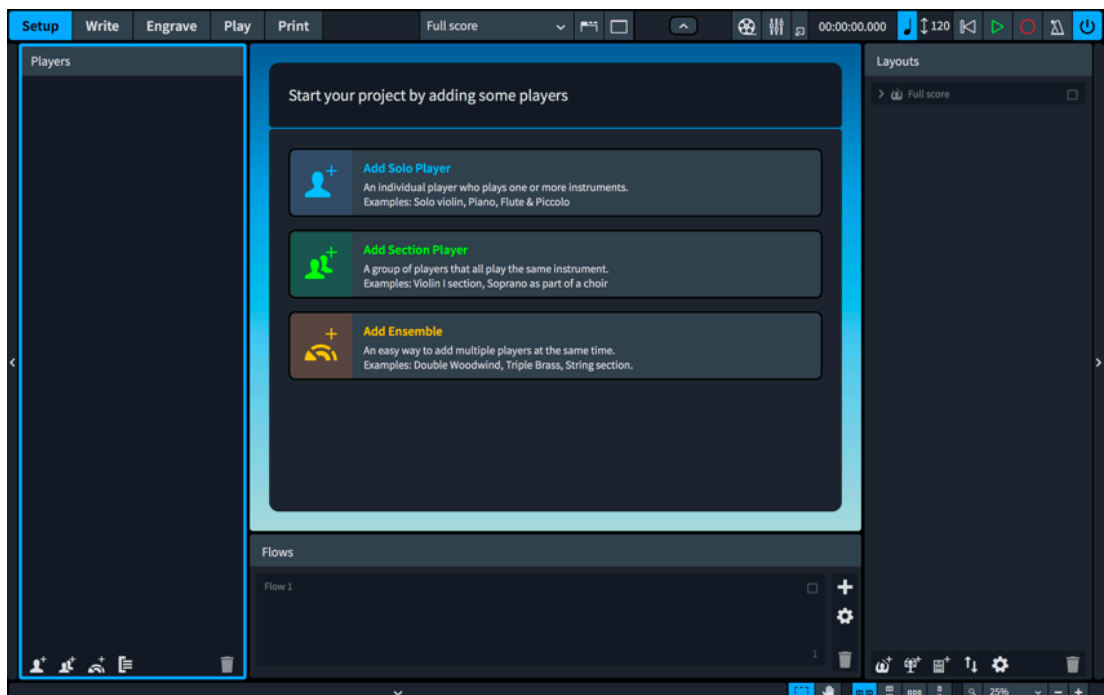 Setup Write Engrave Play Print Full score 00:00:00.000 120
Players
Start your project by adding some players
Add Solo Player
An individual player who plays one or more instruments.
Examples: Solo violin, Piano, Flute & Piccolo
Add Section Player
A group of players that all play the same instrument.
Examples: Violin I section, Soprano as part of a choir
Add Ensemble
An easy way to add multiple players at the same time.
Examples: Double Woodwind, Triple Brass, String section.
Flows
Flow 1
1
Layouts
Full score
25%